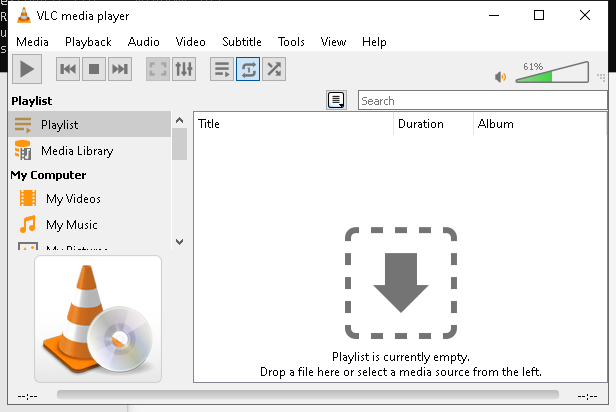 VLC media player
Media Playback Audio Video Subtitle Tools View Help
61%
Playlist
Search
Playlist
Title Duration Album
Media Library
My Computer
My Videos
My Music
My Pictures
Playlist is currently empty.
Drop a file here or select a media source from the left.
--:-- --:--